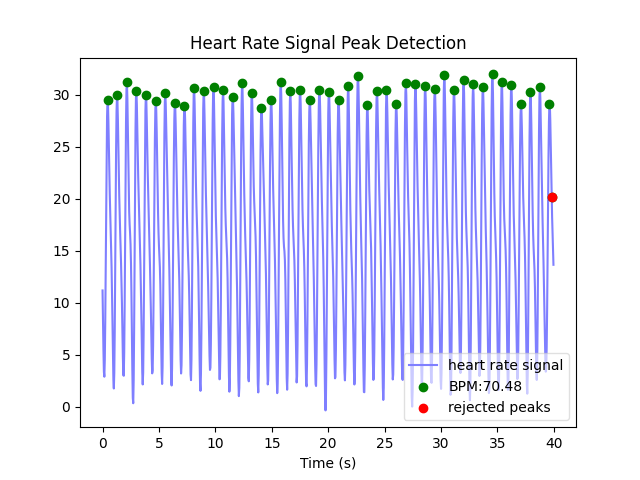 Heart Rate Signal Peak Detection
30
25
20
15
10
5
0
heart rate signal
BPM:70.48
rejected peaks
0 5 10 15 20 25 30 35 40
Time (s)